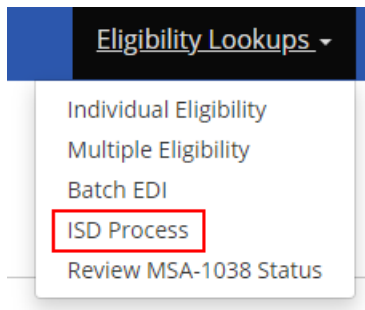 Eligibility Lookups
Individual Eligibility
Multiple Eligibility
Batch EDI
ISD Process
Review MSA-1038 Status